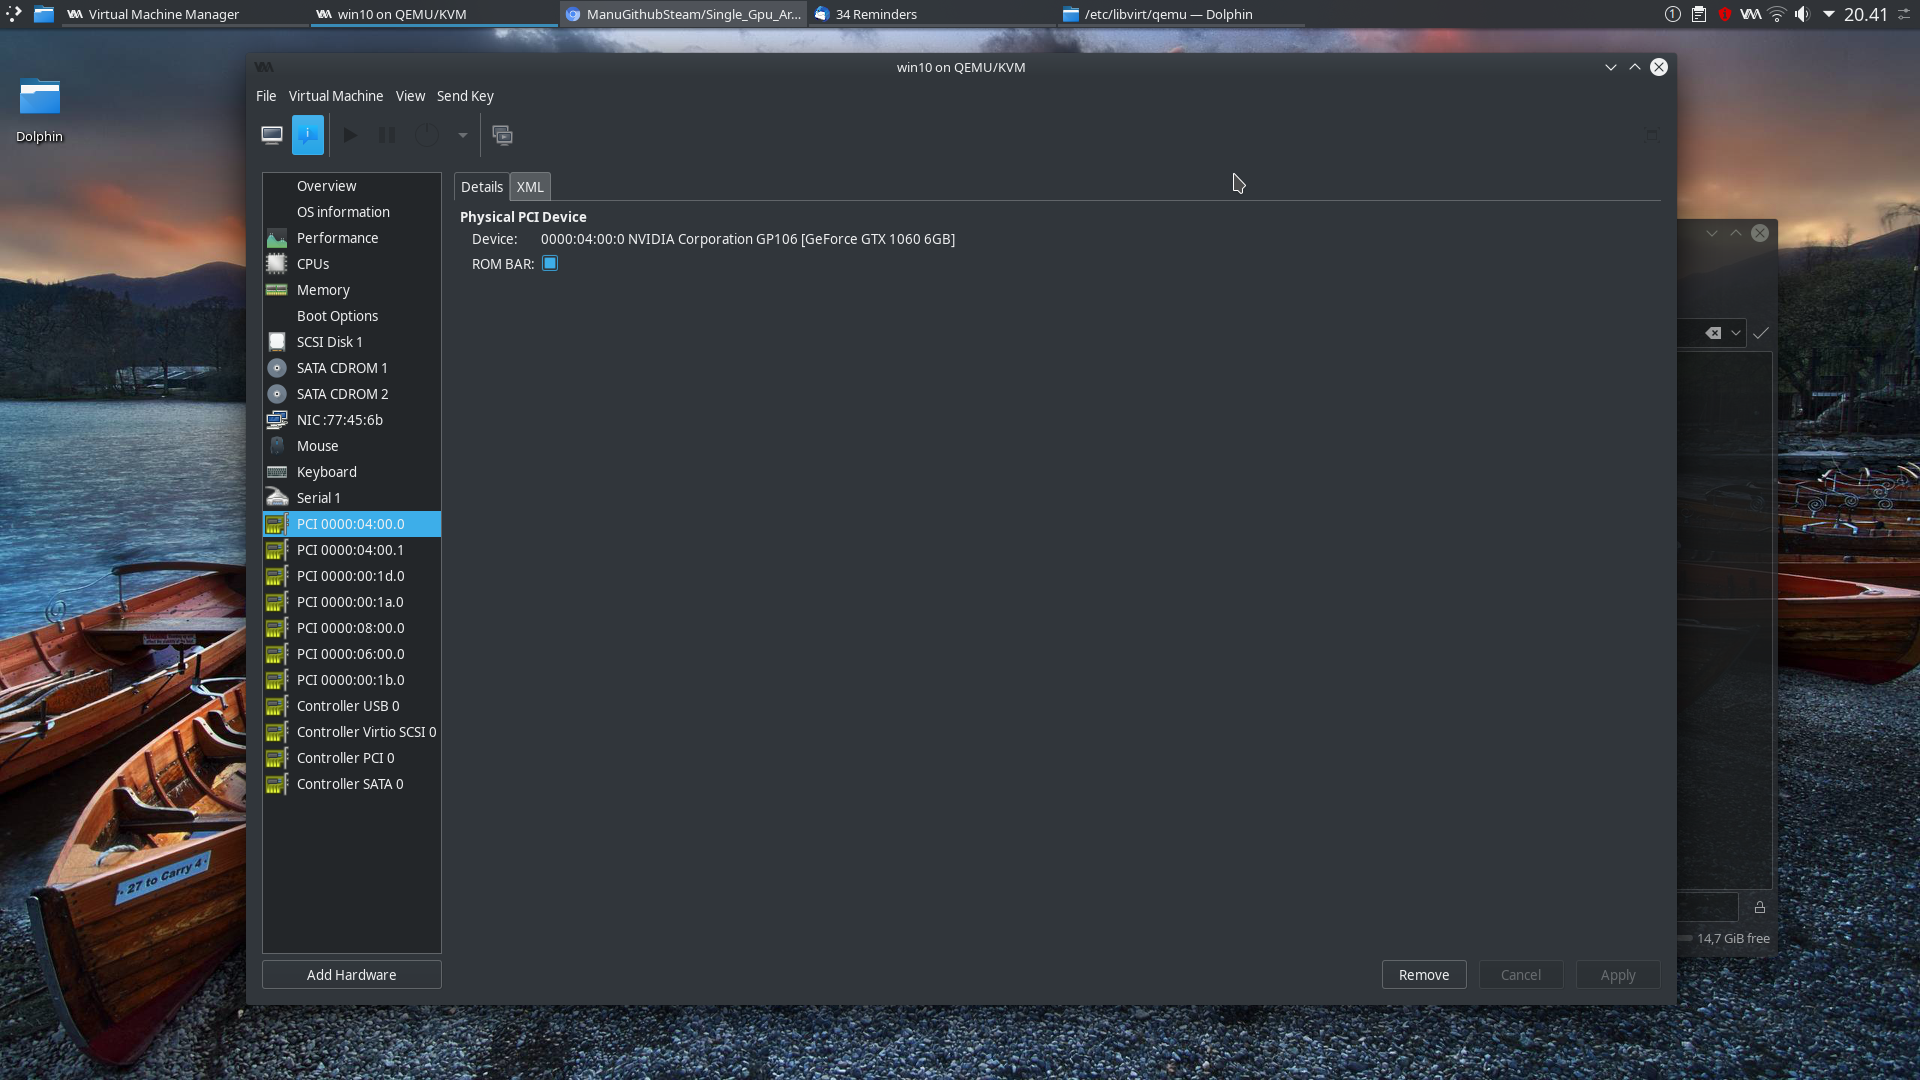 Virtual Machine Manager
win10 on QEMU/KVM
ManuGithubSteam/Single_Gpu_Ar...
34 Reminders
/etc/libvirt/qemu — Dolphin
1
20.41
win10 on QEMU/KVM
File Virtual Machine View Send Key
Dolphin
Overview
OS information
Performance
CPUs
Memory
Boot Options
SCSI Disk 1
SATA CDROM 1
SATA CDROM 2
NIC :77:45:6b
Mouse
Keyboard
Serial 1
PCI 0000:04:00.0
PCI 0000:04:00.1
PCI 0000:00:1d.0
PCI 0000:00:1a.0
PCI 0000:08:00.0
PCI 0000:06:00.0
PCI 0000:00:1b.0
Controller USB 0
Controller Virtio SCSI 0
Controller PCI 0
Controller SATA 0
Add Hardware
Details XML
Physical PCI Device
Device: 0000:04:00:0 NVIDIA Corporation GP106 [GeForce GTX 1060 6GB]
ROM BAR:
Remove Cancel Apply
14,7 GiB free
27 to Carry 4